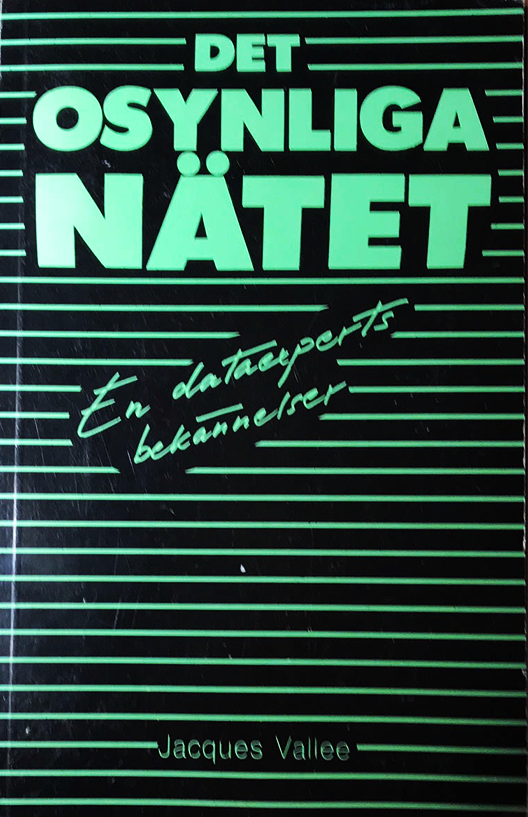 DET
OSYNLIGA
NÄTET
En dataexperts
bekännelser
Jacques Vallee